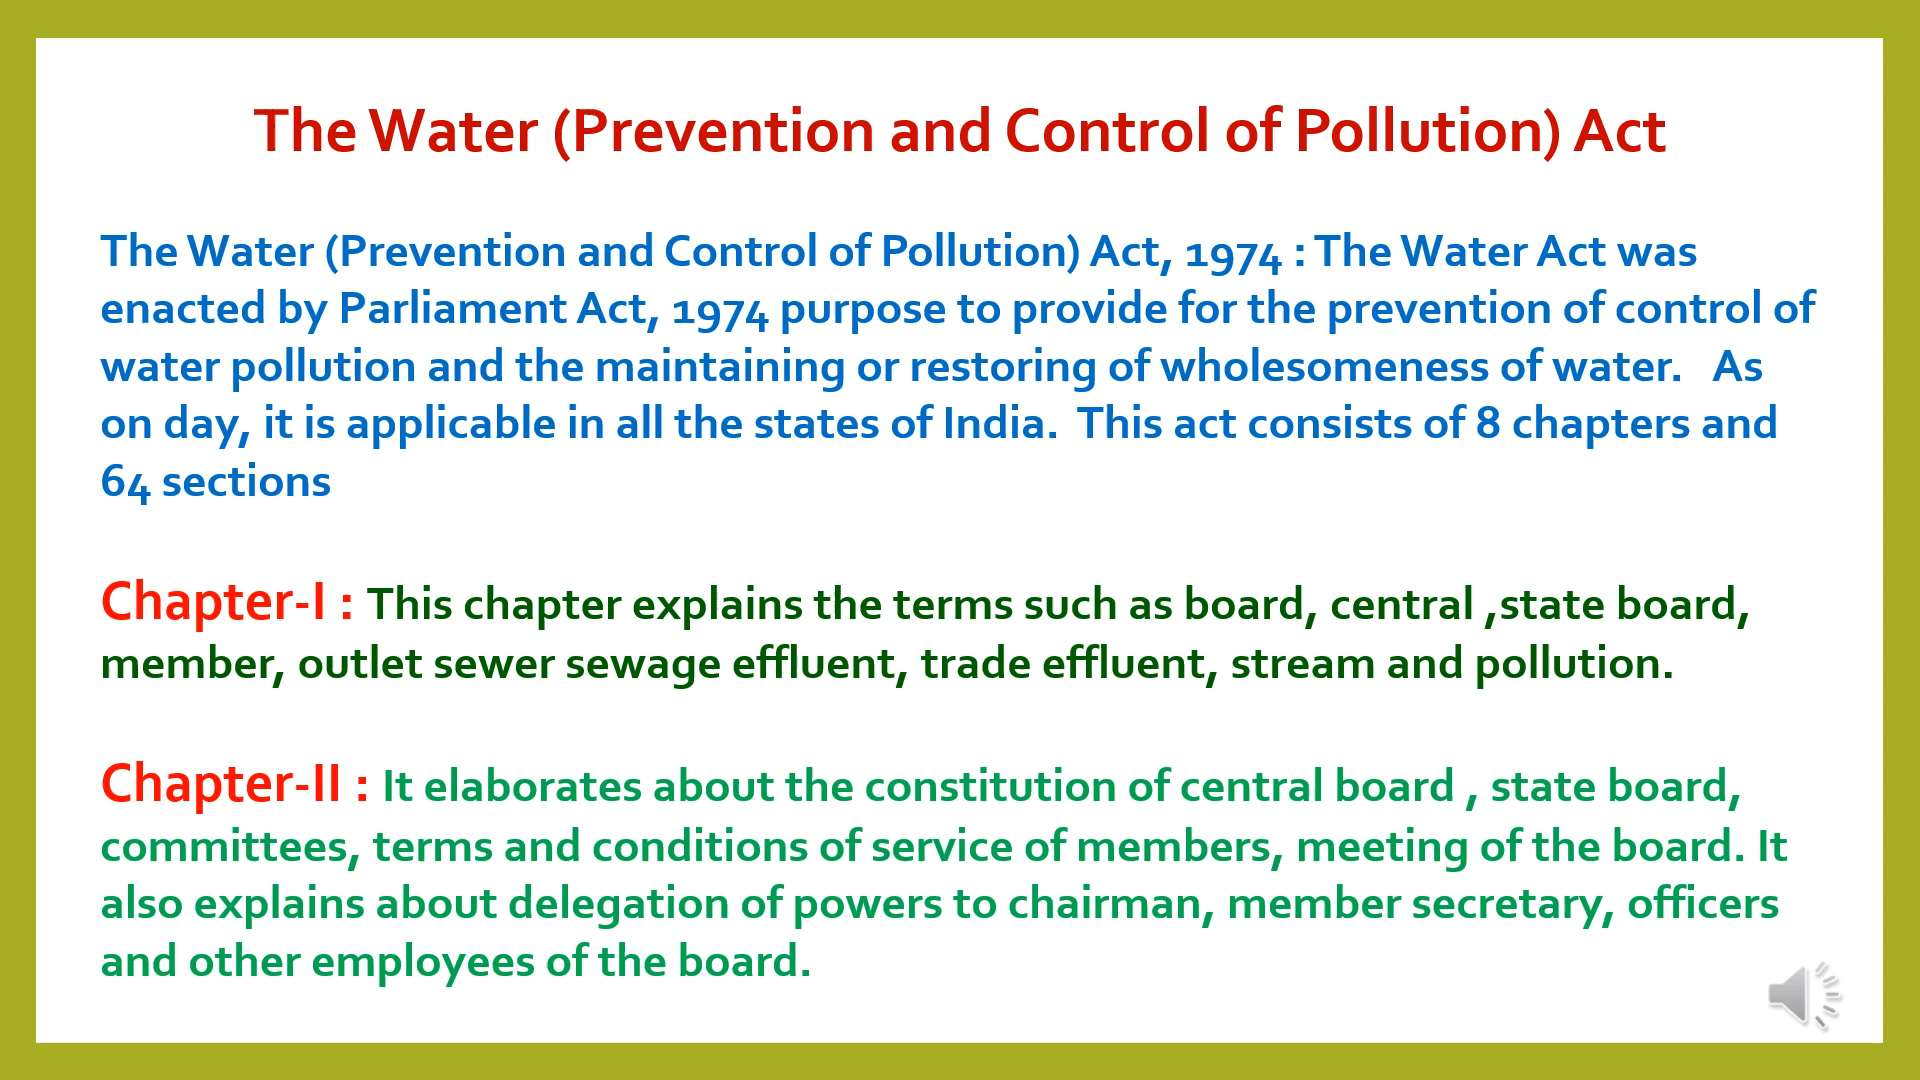 The Water (Prevention and Control of Pollution) Act
The Water (Prevention and Control of Pollution) Act, 1974 : The Water Act was
enacted by Parliament Act, 1974 purpose to provide for the prevention of control of
water pollution and the maintaining or restoring of wholesomeness of water.   As
on day, it is applicable in all the states of India.  This act consists of 8 chapters and
64 sections
Chapter-I : This chapter explains the terms such as board, central ,state board,
member, outlet sewer sewage effluent, trade effluent, stream and pollution.
Chapter-II : It elaborates about the constitution of central board , state board,
committees, terms and conditions of service of members, meeting of the board. It
also explains about delegation of powers to chairman, member secretary, officers
and other employees of the board.